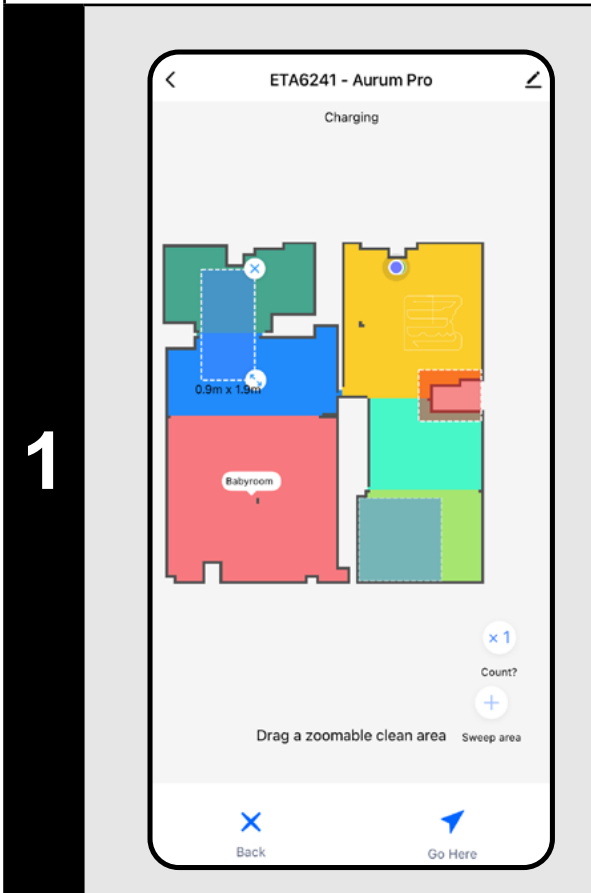 1
ETA6241 - Aurum Pro
Charging
0.9m x 1.9m
Babyroom
× 1
Count?
Drag a zoomable clean area
Sweep area
Back
Go Here